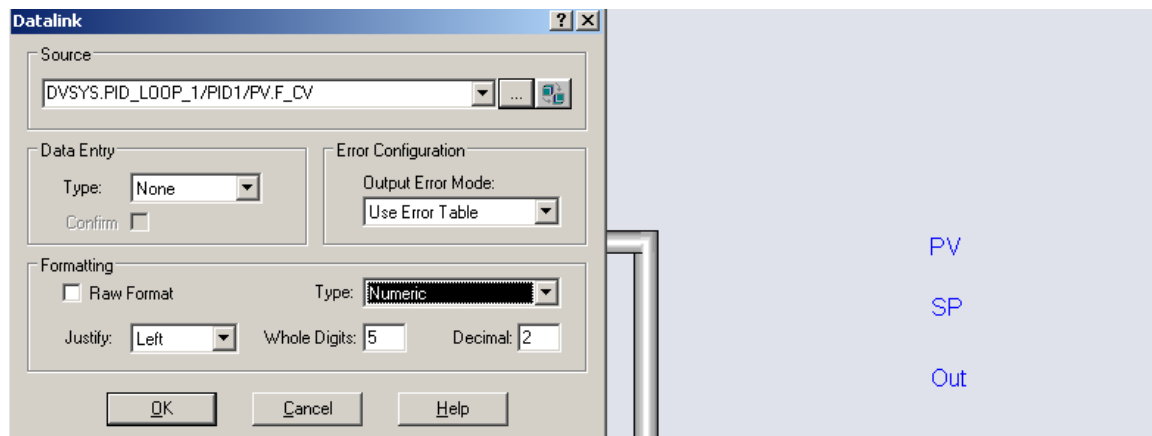 Datalink ? X
Source
DVSYS.PID_LOOP_1/PID1/PV.F_CV ...
Data Entry
Type: None
Confirm
Error Configuration
Output Error Mode:
Use Error Table
Formatting
Raw Format Type: Numeric
Justify: Left Whole Digits: 5 Decimal: 2
OK Cancel Help
PV
SP
Out